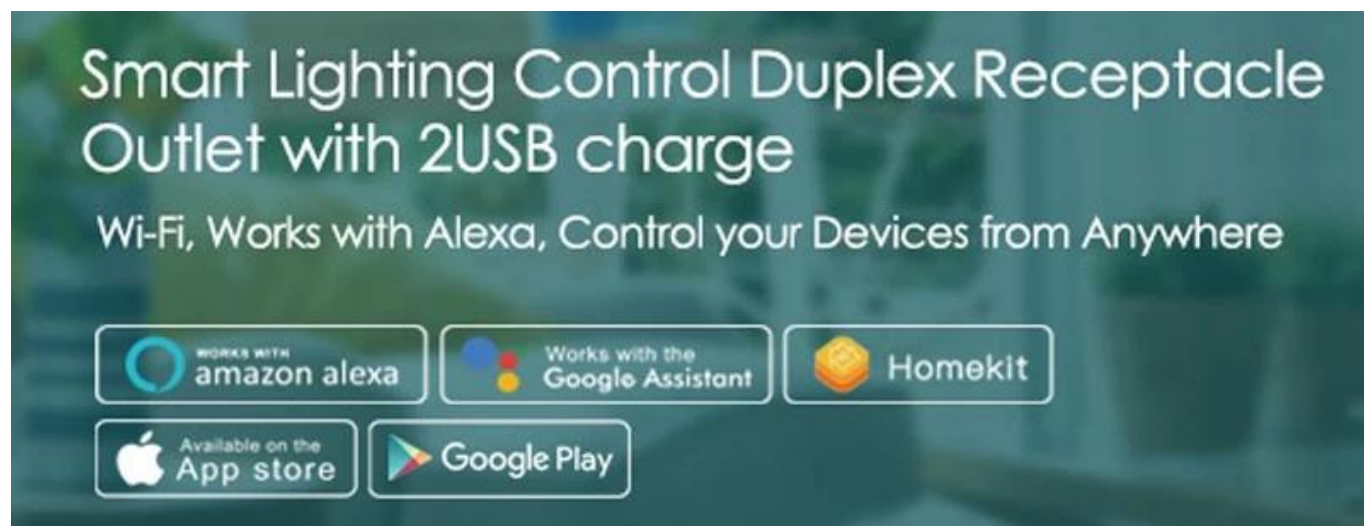 Smart Lighting Control Duplex Receptacle
Outlet with 2USB charge
Wi-Fi, Works with Alexa, Control your Devices from Anywhere
WORKS WITH
amazon alexa
Works with the
Google Assistant
Homekit
Available on the
App store
Google Play